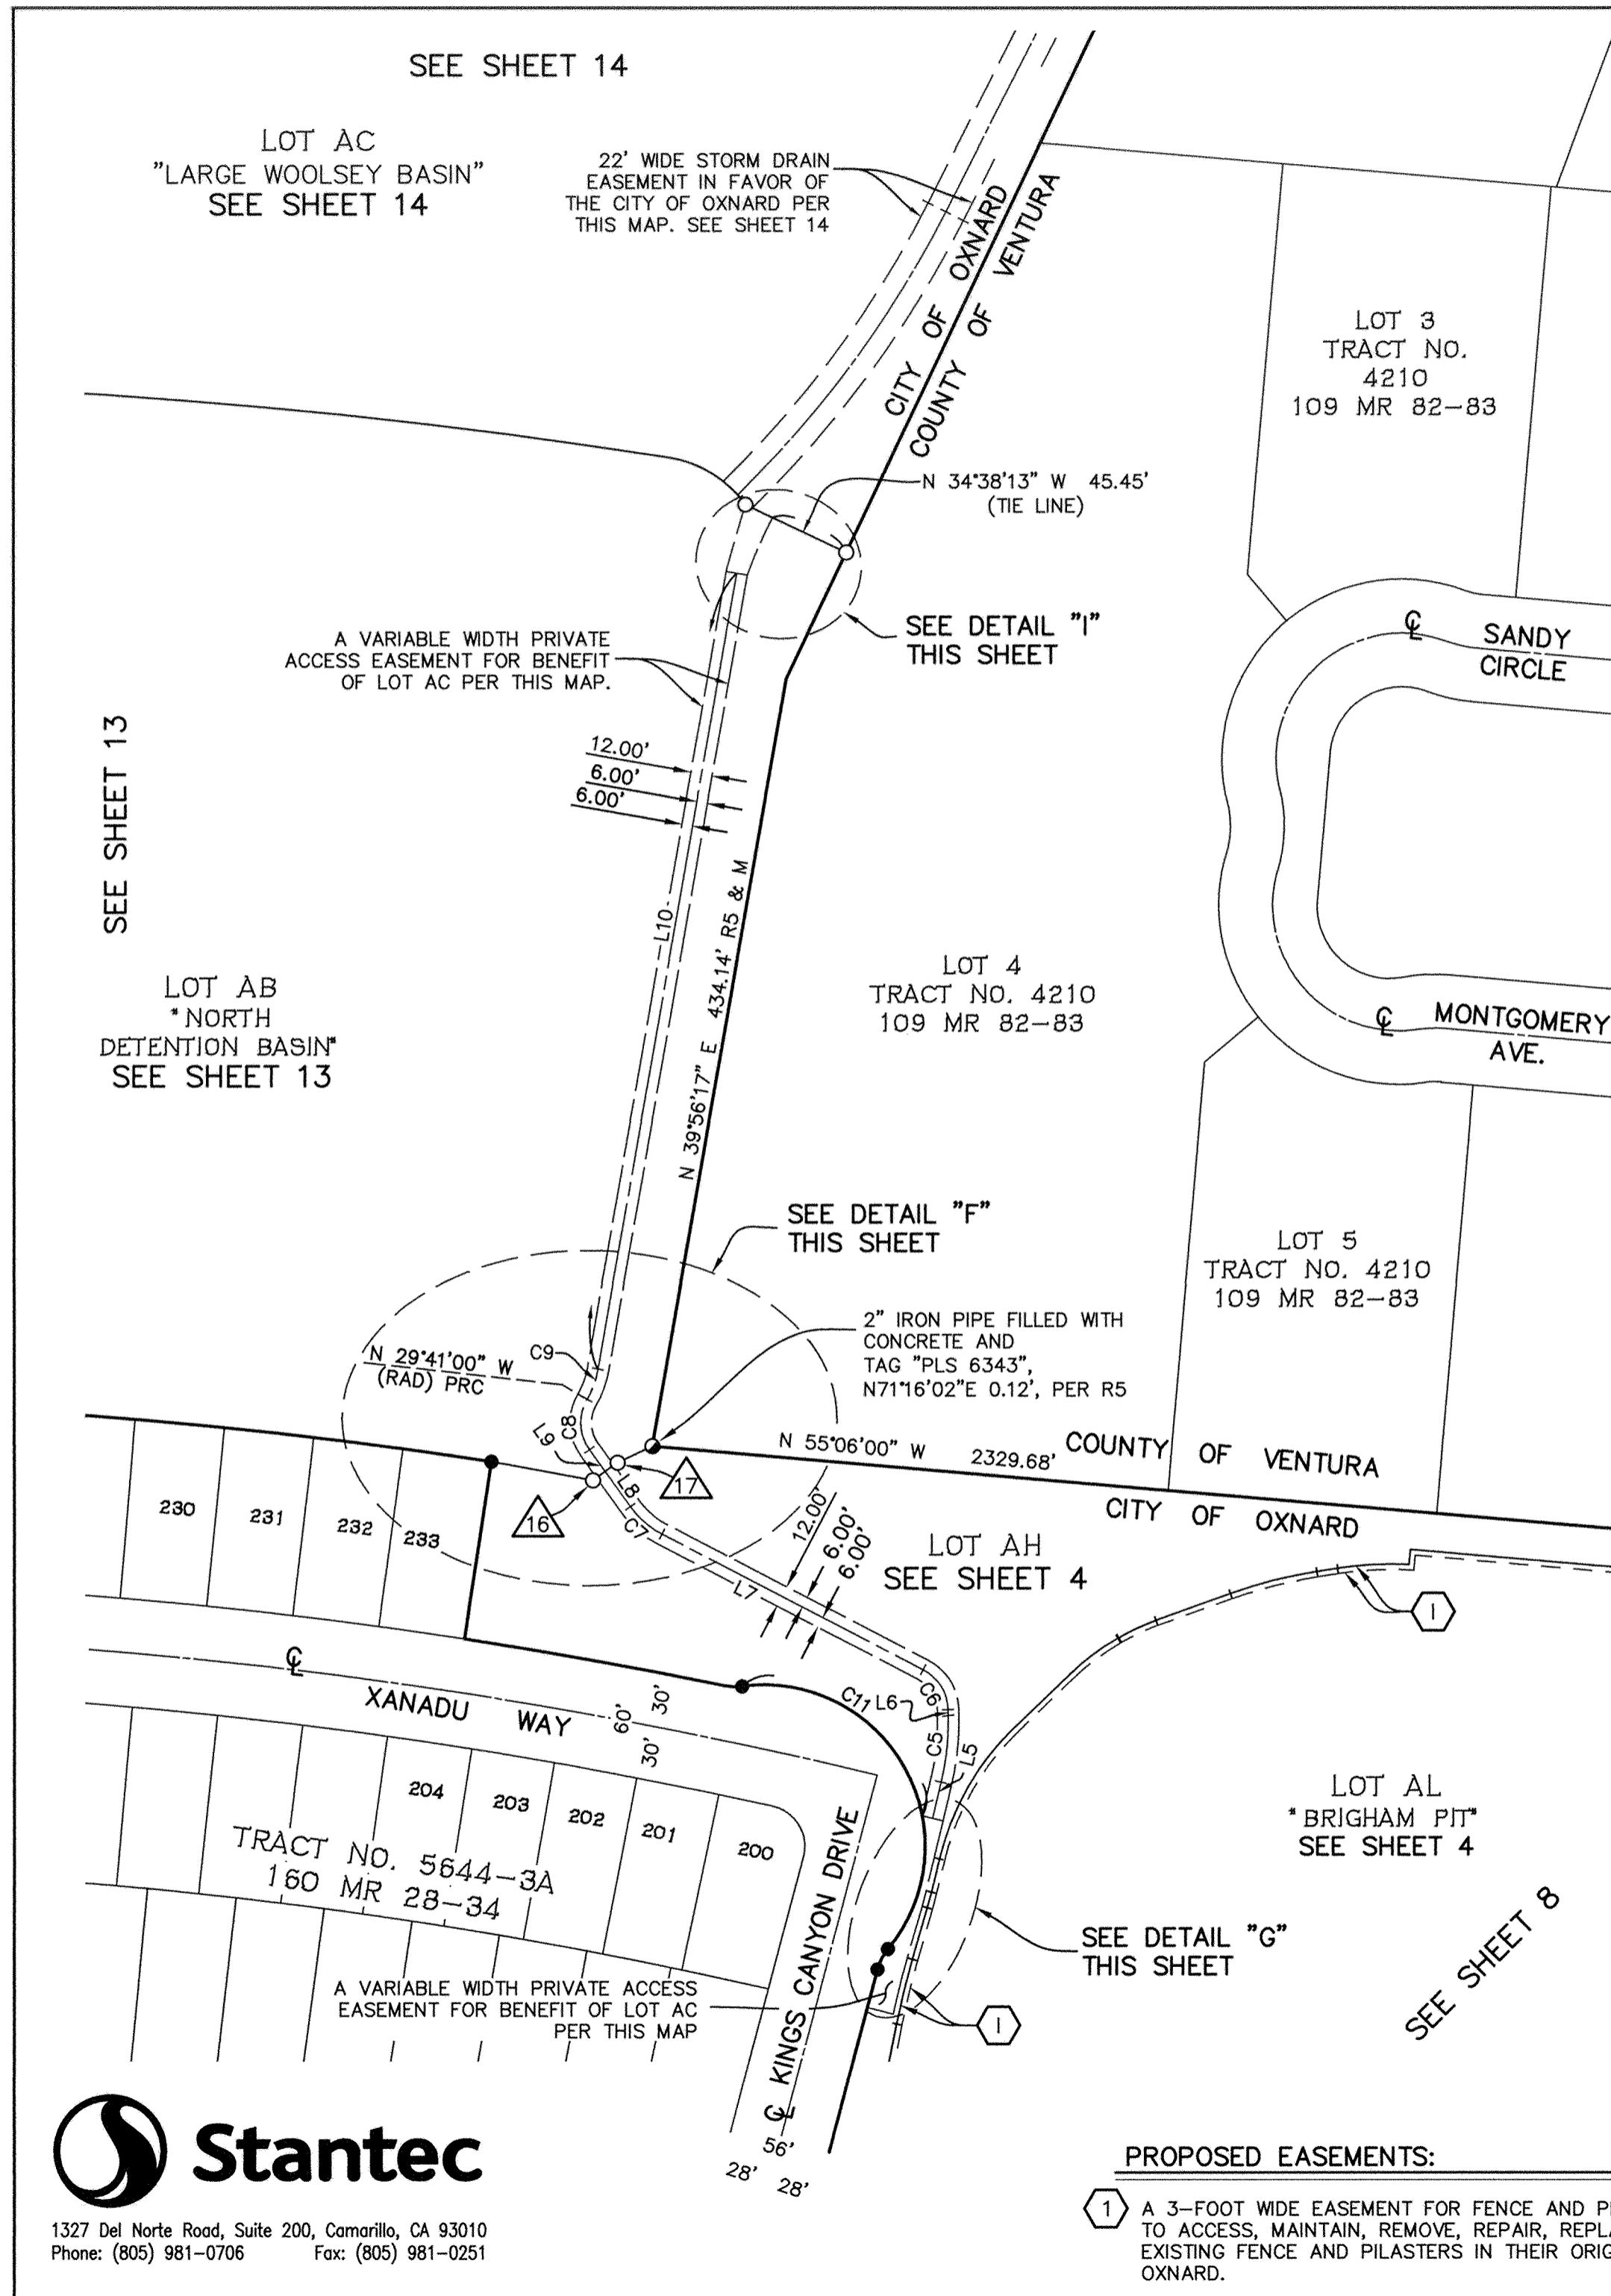 SEE SHEET 14
LOT AC
"LARGE WOOLSEY BASIN"
SEE SHEET 14
22' WIDE STORM DRAIN
EASEMENT IN FAVOR OF
THE CITY OF OXNARD PER
THIS MAP. SEE SHEET 14
CITY OF OXNARD
COUNTY OF VENTURA
LOT 3
TRACT NO.
4210
109 MR 82-83
N 34°38'13" W 45.45'
(TIE LINE)
SEE DETAIL "I"
THIS SHEET
℄
SANDY
CIRCLE
A VARIABLE WIDTH PRIVATE
ACCESS EASEMENT FOR BENEFIT
OF LOT AC PER THIS MAP.
SEE SHEET 13
12.00'
6.00'
6.00'
L10
N 39°56'17" E 434.14' R5 & M
LOT 4
TRACT NO. 4210
109 MR 82-83
LOT AB
"NORTH
DETENTION BASIN"
SEE SHEET 13
℄
MONTGOMERY
AVE.
SEE DETAIL "F"
THIS SHEET
LOT 5
TRACT NO. 4210
109 MR 82-83
2" IRON PIPE FILLED WITH
CONCRETE AND
TAG "PLS 6343",
N71°16'02"E 0.12', PER R5
N 29°41'00" W
(RAD) PRC
C9
C8
L9
L8
C7
16
17
N 55°06'00" W 2329.68'
COUNTY OF VENTURA
CITY OF OXNARD
230
231
232
233
12.00'
6.00'
6.00'
L7
LOT AH
SEE SHEET 4
1
℄
XANADU WAY
60'
30'
30'
C11
L6
C6
C5
L5
204
203
202
201
200
TRACT NO. 5644-3A
160 MR 28-34
LOT AL
"BRIGHAM PIT"
SEE SHEET 4
SEE DETAIL "G"
THIS SHEET
SEE SHEET 8
A VARIABLE WIDTH PRIVATE ACCESS
EASEMENT FOR BENEFIT OF LOT AC
PER THIS MAP
1
℄ KINGS CANYON DRIVE
56'
28' 28'
Stantec
1327 Del Norte Road, Suite 200, Camarillo, CA 93010
Phone: (805) 981-0706 Fax: (805) 981-0251
PROPOSED EASEMENTS:
1 A 3-FOOT WIDE EASEMENT FOR FENCE AND
TO ACCESS, MAINTAIN, REMOVE, REPAIR,
EXISTING FENCE AND PILASTERS IN THEIR
OXNARD.